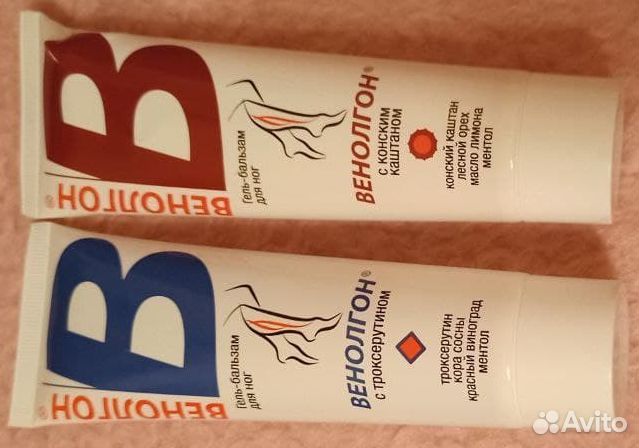 В
ВЕНОЛГОН®
Гель-бальзам
для ног
ВЕНОЛГОН®
с конским
каштаном
конский каштан
лесной орех
масло лимона
ментол
В
ВЕНОЛГОН®
Гель-бальзам
для ног
ВЕНОЛГОН®
с троксерутином
троксерутин
кора сосны
красный виноград
ментол
Avito